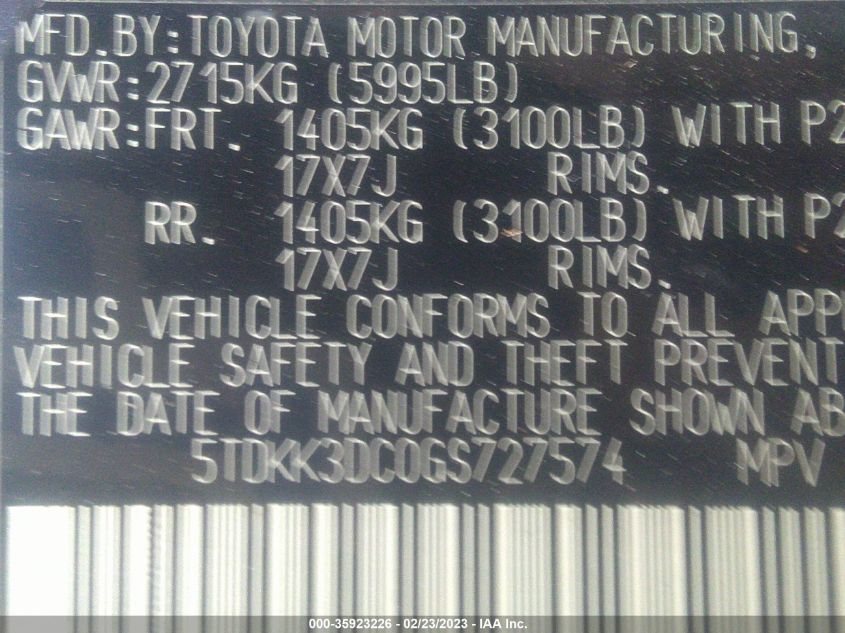 MFD.BY:TOYOTA MOTOR MANUFACTURING,
GVWR:2715KG (5995LB)
GAWR:FRT. 1405KG (3100LB) WITH P2
17X7J RIMS.
RR. 1405KG (3100LB) WITH P2
17X7J RIMS.
THIS VEHICLE CONFORMS TO ALL APP
VEHICLE SAFETY AND THEFT PREVENT
THE DATE OF MANUFACTURE SHOWN AB
5TDKK3DC0GS727574 MPV
000-35923226 - 02/23/2023 - IAA Inc.